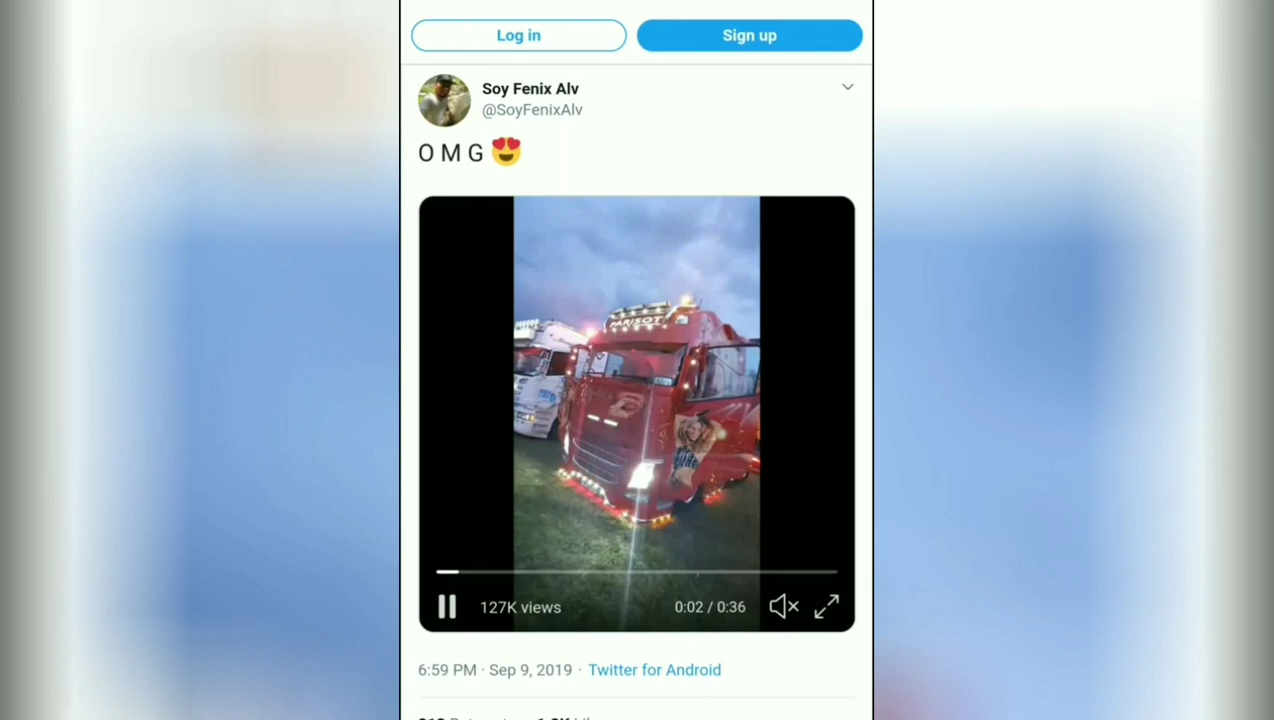 Log in
Sign up
Soy Fenix Alv
@SoyFenixAlv
O M G 😍
PARISOT
127K views
0:02 / 0:36
6:59 PM · Sep 9, 2019 · Twitter for Android